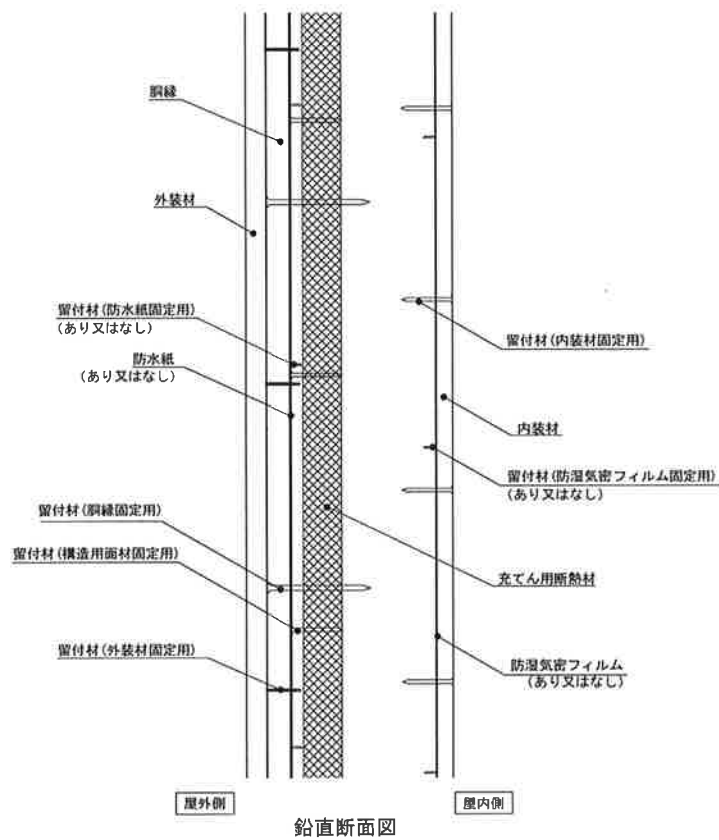 胴縁
外装材
留付材(防水紙固定用)
(あり又はなし)
防水紙
(あり又はなし)
留付材(胴縁固定用)
留付材(構造用面材固定用)
留付材(外装材固定用)
留付材(内装材固定用)
内装材
留付材(防湿気密フィルム固定用)
(あり又はなし)
充てん用断熱材
防湿気密フィルム
(あり又はなし)
屋外側
屋内側
鉛直断面図